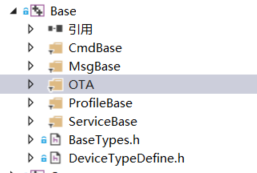 Base
引用
CmdBase
MsgBase
OTA
ProfileBase
ServiceBase
BaseTypes.h
DeviceTypeDefine.h